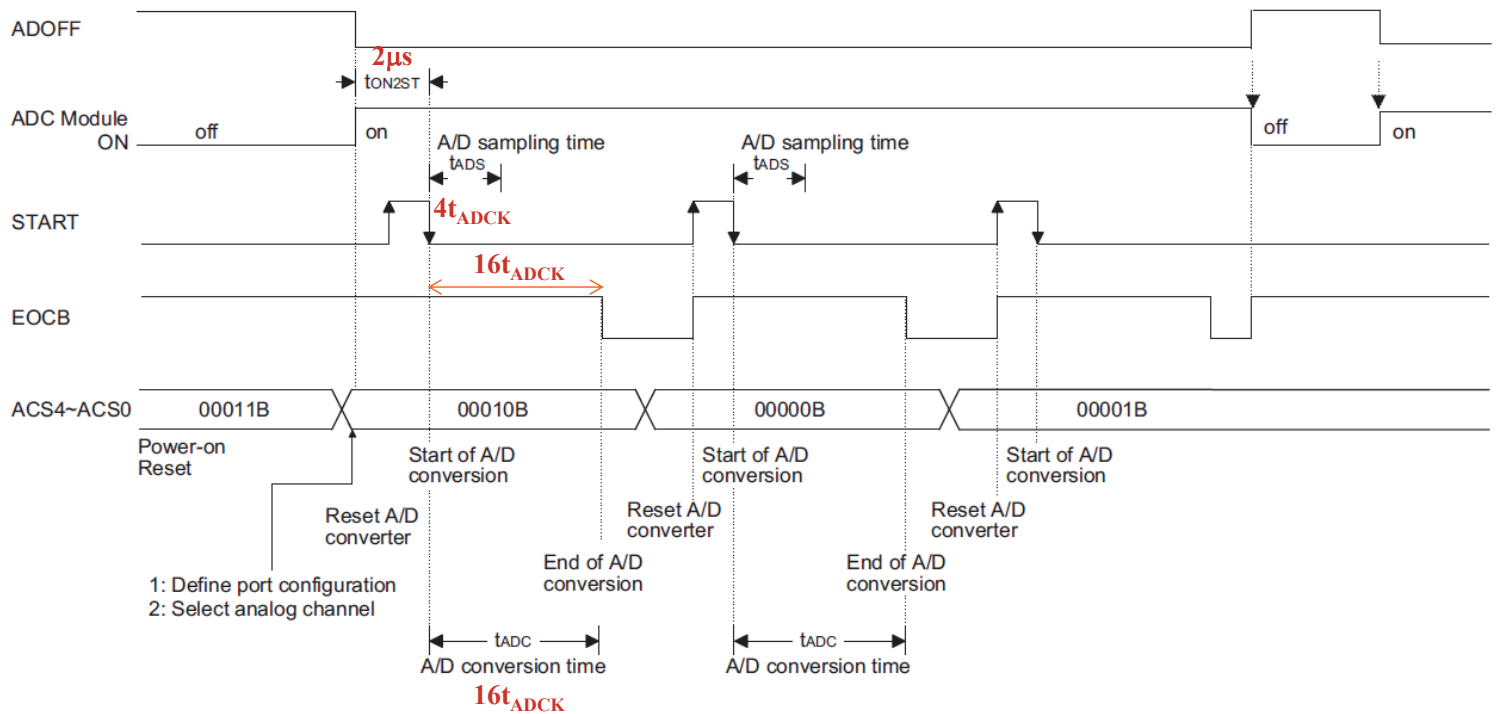 ADOFF
2μs
tON2ST
ADC Module
ON
off
on
off
on
A/D sampling time
tADS
A/D sampling time
tADS
START
4tADCK
16tADCK
EOCB
ACS4~ACS0
00011B
00010B
00000B
00001B
Power-on
Reset
Start of A/D
conversion
Start of A/D
conversion
Start of A/D
conversion
Reset A/D
converter
Reset A/D
converter
Reset A/D
converter
End of A/D
conversion
End of A/D
conversion
1: Define port configuration
2: Select analog channel
tADC
A/D conversion time
16tADCK
tADC
A/D conversion time